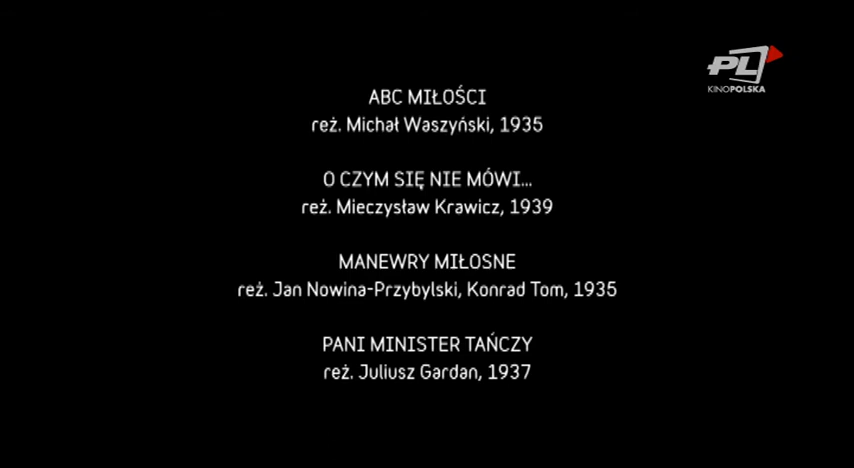 PL
KINOPOLSKA
ABC MIŁOŚCI
reż. Michał Waszyński, 1935
O CZYM SIĘ NIE MÓWI...
reż. Mieczysław Krawicz, 1939
MANEWRY MIŁOSNE
reż. Jan Nowina-Przybylski, Konrad Tom, 1935
PANI MINISTER TAŃCZY
reż. Juliusz Gardan, 1937